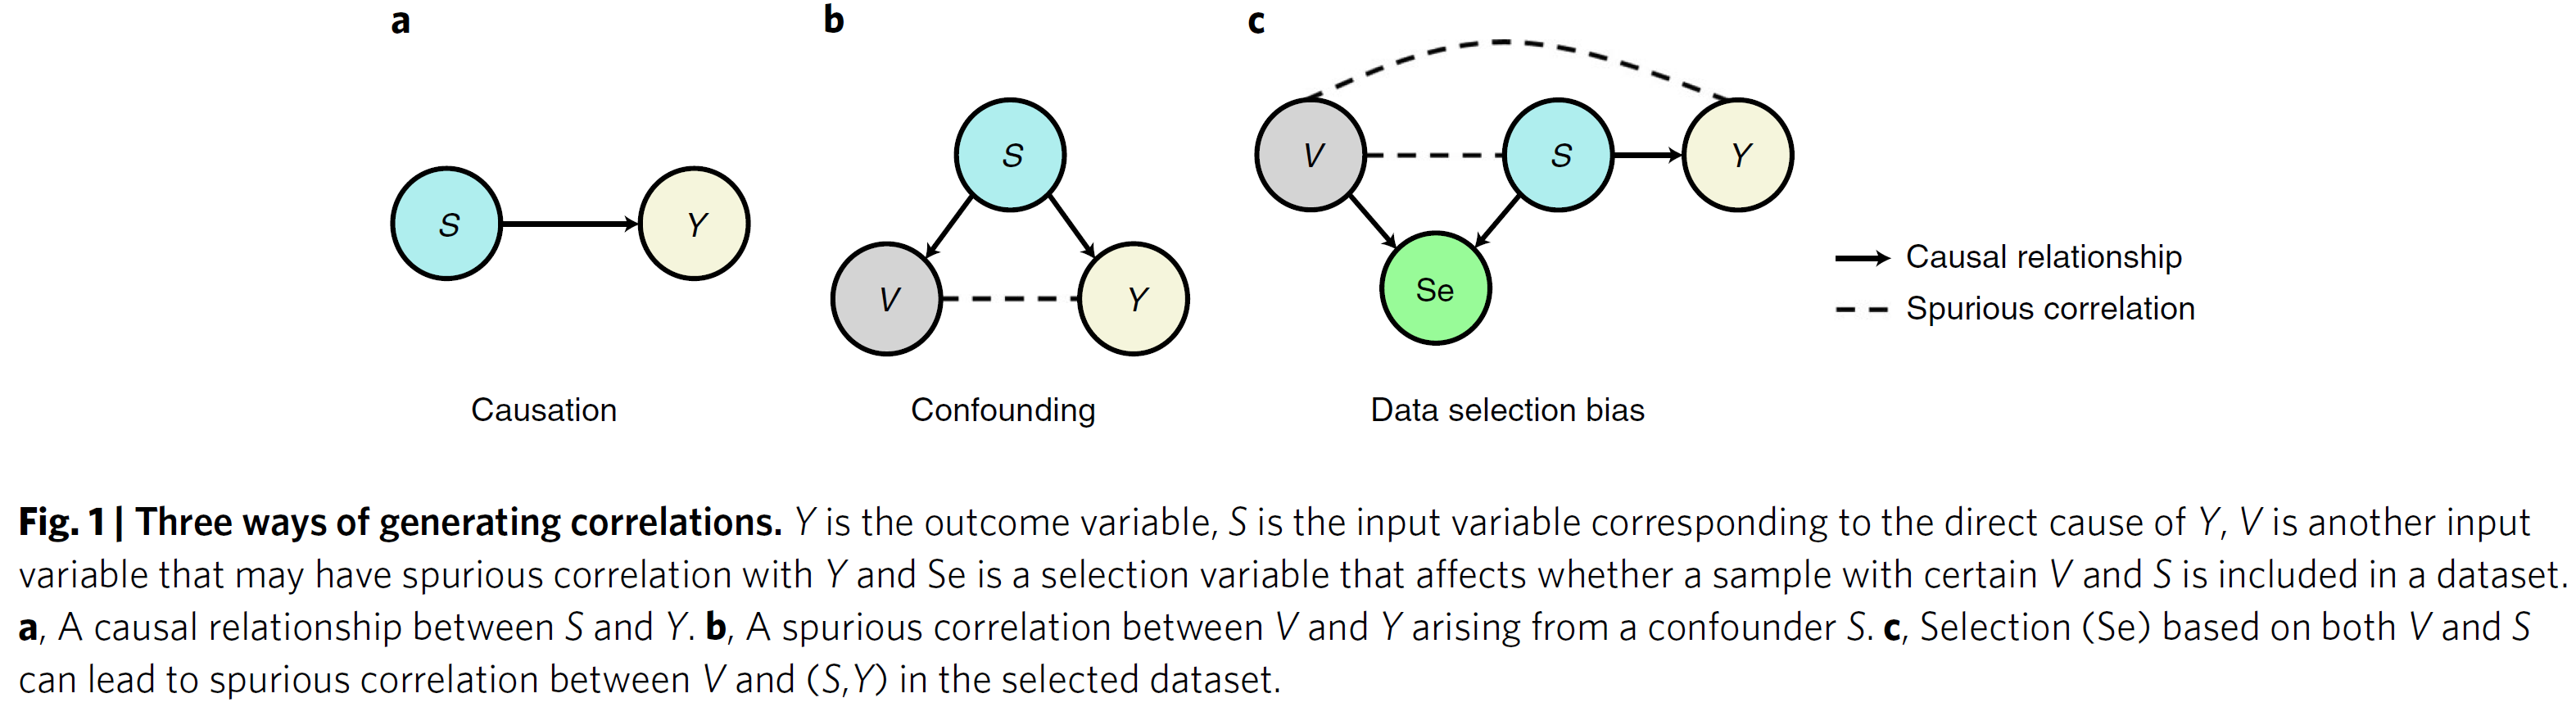 a
b
c
S
Y
S
V
Y
V
S
Y
Se
Causal relationship
Spurious correlation
Causation
Confounding
Data selection bias
Fig. 1 | Three ways of generating correlations. Y is the outcome variable, S is the input variable corresponding to the direct cause of Y, V is another input
variable that may have spurious correlation with Y and Se is a selection variable that affects whether a sample with certain V and S is included in a dataset.
a, A causal relationship between S and Y. b, A spurious correlation between V and Y arising from a confounder S. c, Selection (Se) based on both V and S
can lead to spurious correlation between V and (S,Y) in the selected dataset.